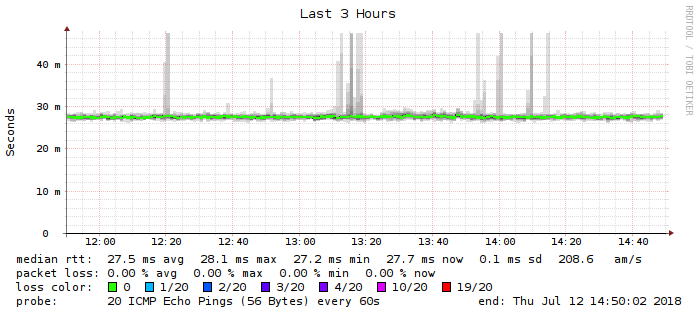 Last 3 Hours
RRDTOOL / TOBI OETIKER
Seconds
40 m
30 m
20 m
10 m
0
12:00 12:20 12:40 13:00 13:20 13:40 14:00 14:20 14:40
median rtt: 27.5 ms avg 28.1 ms max 27.2 ms min 27.7 ms now 0.1 ms sd 208.6 am/s
packet loss: 0.00 % avg 0.00 % max 0.00 % min 0.00 % now
loss color: 0 1/20 2/20 3/20 4/20 10/20 19/20
probe: 20 ICMP Echo Pings (56 Bytes) every 60s end: Thu Jul 12 14:50:02 2018